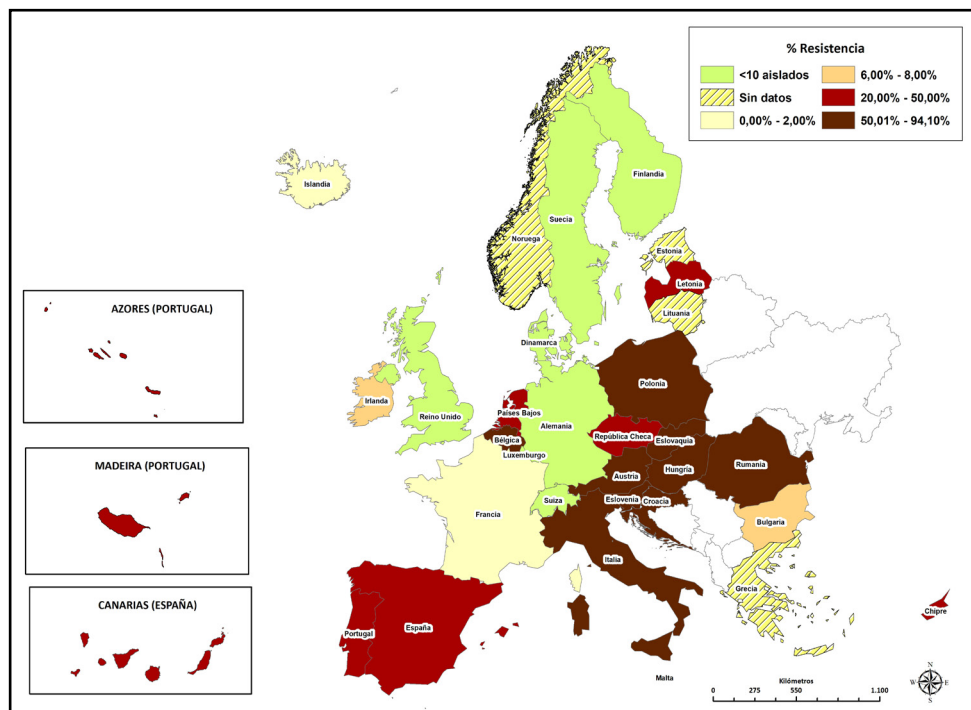 % Resistencia
<10 aislados
Sin datos
0,00% - 2,00%
6,00% - 8,00%
20,00% - 50,00%
50,01% - 94,10%
Islandia
Finlandia
Suecia
Noruega
Estonia
Letonia
Lituania
Dinamarca
AZORES (PORTUGAL)
Irlanda
Reino Unido
Países Bajos
Polonia
Alemania
Bélgica
República Checa
Eslovaquia
Luxemburgo
MADEIRA (PORTUGAL)
Austria
Hungría
Rumanía
Suiza
Eslovenia
Croacia
Francia
Bulgaria
Italia
Grecia
CANARIAS (ESPAÑA)
Chipre
Portugal
España
Malta
Kilómetros
0 275 550 1.100
N
W E
S